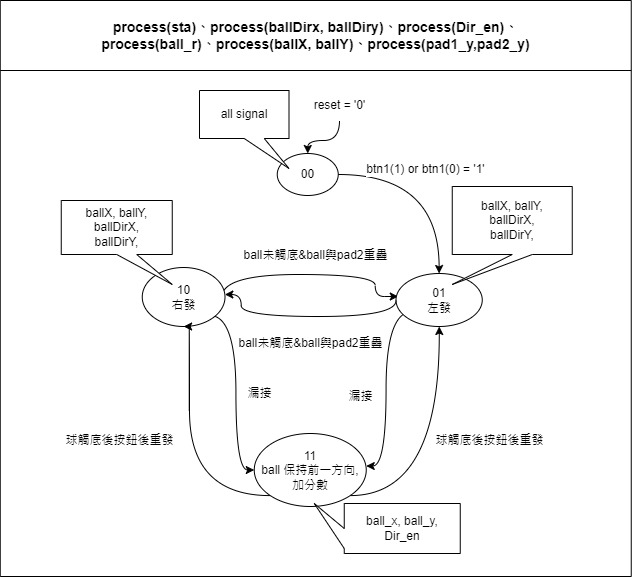 process(sta)、process(ballDirx, ballDiry)、process(Dir_en)、
process(ball_r)、process(ballX, ballY)、process(pad1_y,pad2_y)
all signal
reset = '0'
00
btn1(1) or btn1(0) = '1'
ballX, ballY,
ballDirX,
ballDirY,
ballX, ballY,
ballDirX,
ballDirY,
ball未觸底&ball與pad2重疊
10
右發
01
左發
ball未觸底&ball與pad2重疊
漏接
漏接
球觸底後按鈕後重發
球觸底後按鈕後重發
11
ball 保持前一方向,
加分數
ball_x, ball_y,
Dir_en